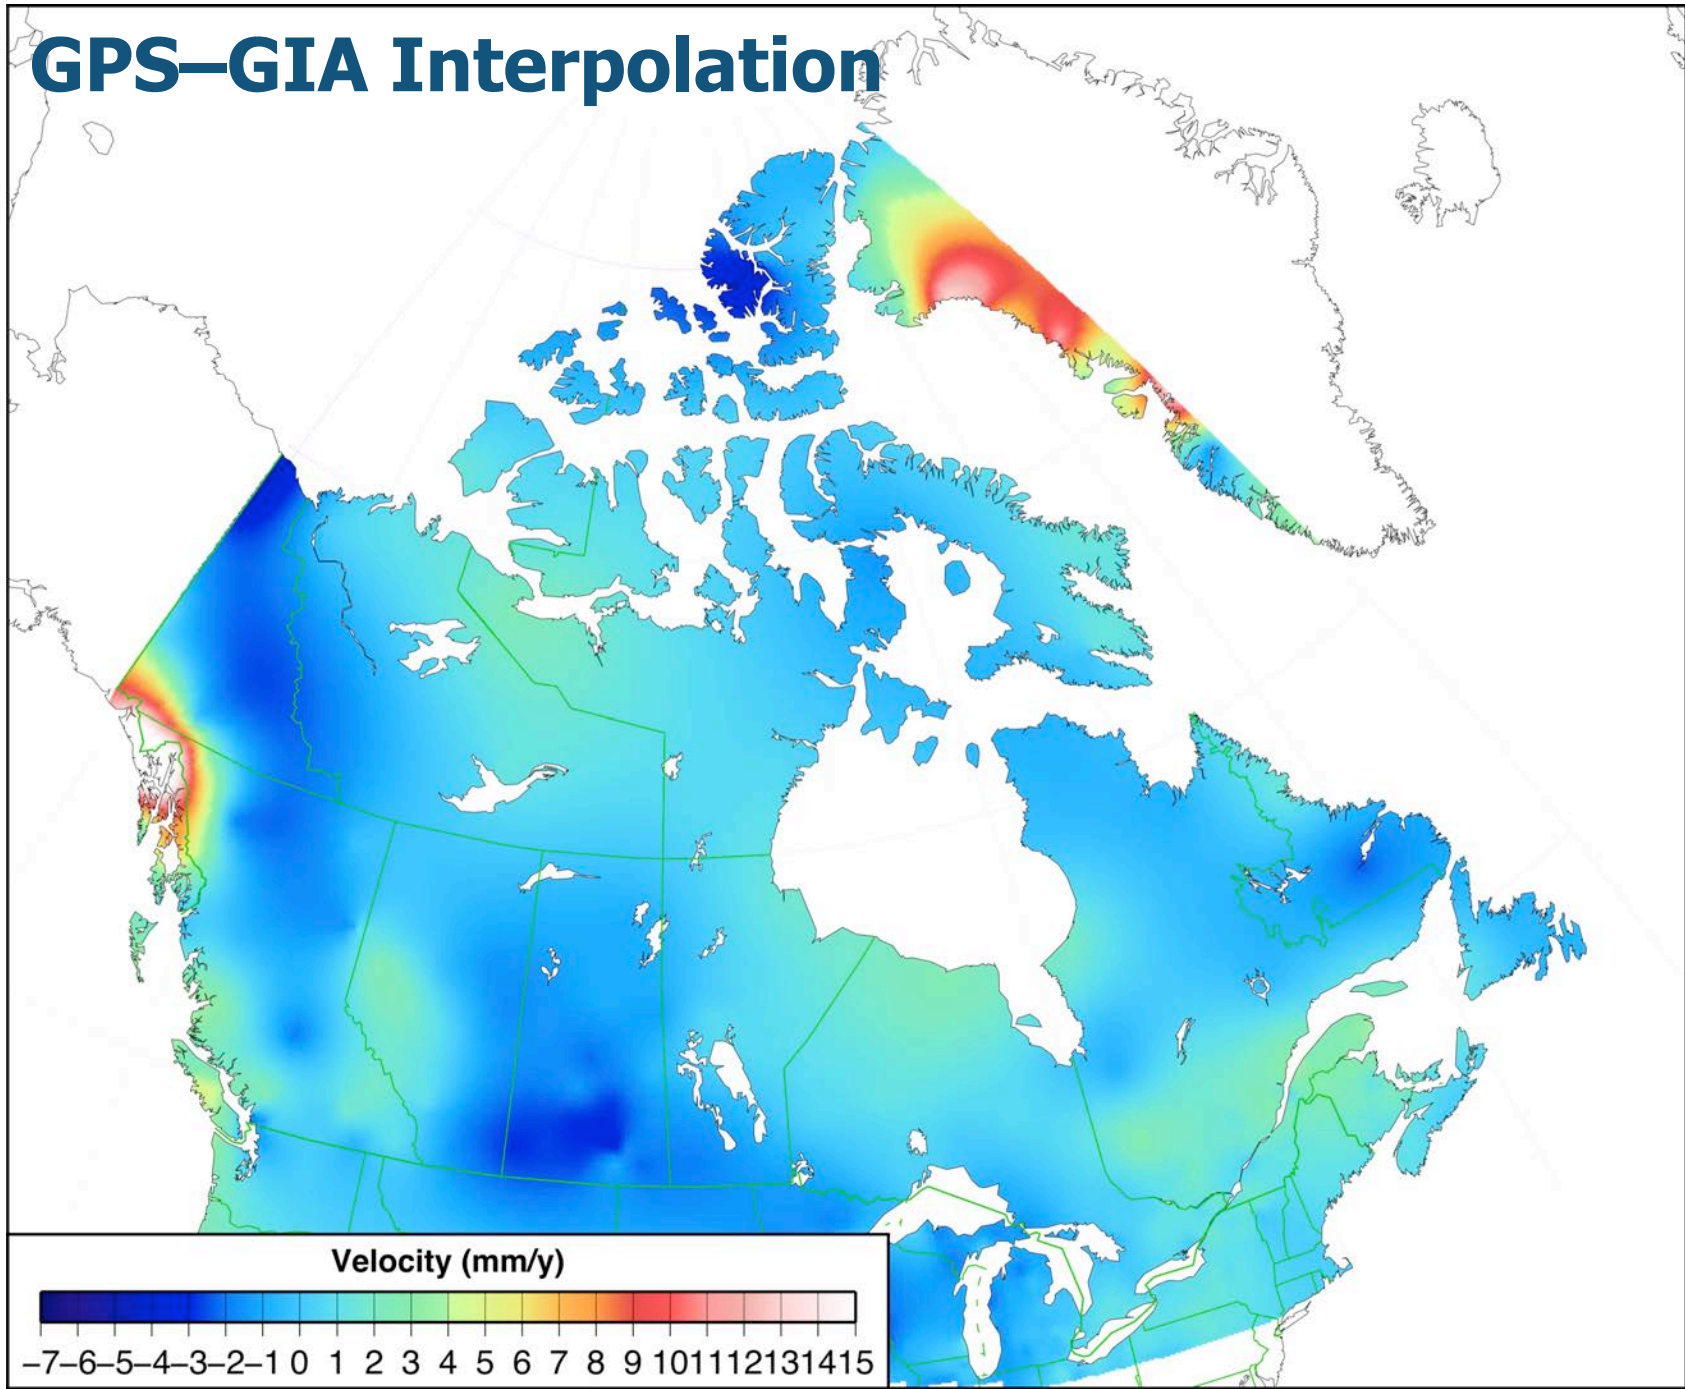 GPS–GIA Interpolation
Velocity (mm/y)
–7–6–5–4–3–2–1 0 1 2 3 4 5 6 7 8 9 101112131415